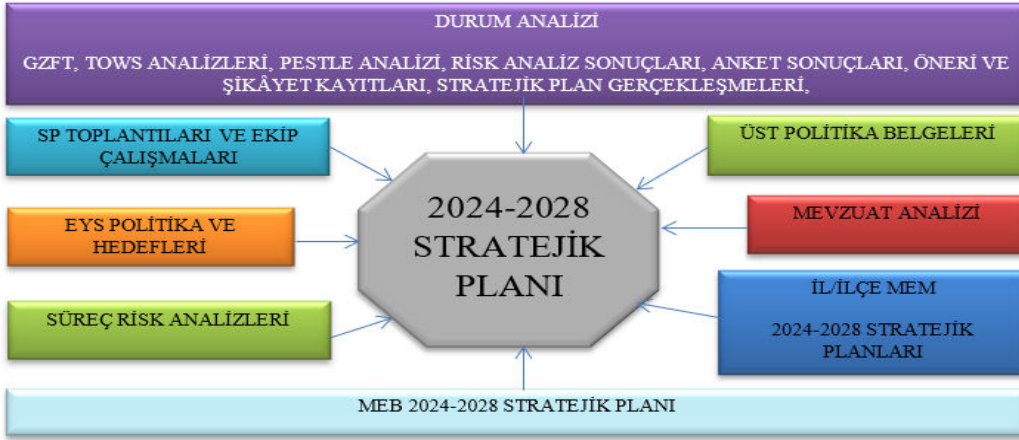 DURUM ANALİZİ
GZFT, TOWS ANALİZLERİ, PESTLE ANALİZİ, RİSK ANALİZ SONUÇLARI, ANKET SONUÇLARI, ÖNERİ VE
ŞİKÂYET KAYITLARI, STRATEJİK PLAN GERÇEKLEŞMELERİ,
SP TOPLANTILARI VE EKİP
ÇALIŞMALARI
ÜST POLİTİKA BELGELERİ
2024-2028
STRATEJİK
PLANI
EYS POLİTİKA VE
HEDEFLERİ
MEVZUAT ANALİZİ
SÜREÇ RİSK ANALİZLERİ
İL/İLÇE MEM
2024-2028 STRATEJİK
PLANLARI
MEB 2024-2028 STRATEJİK PLANI